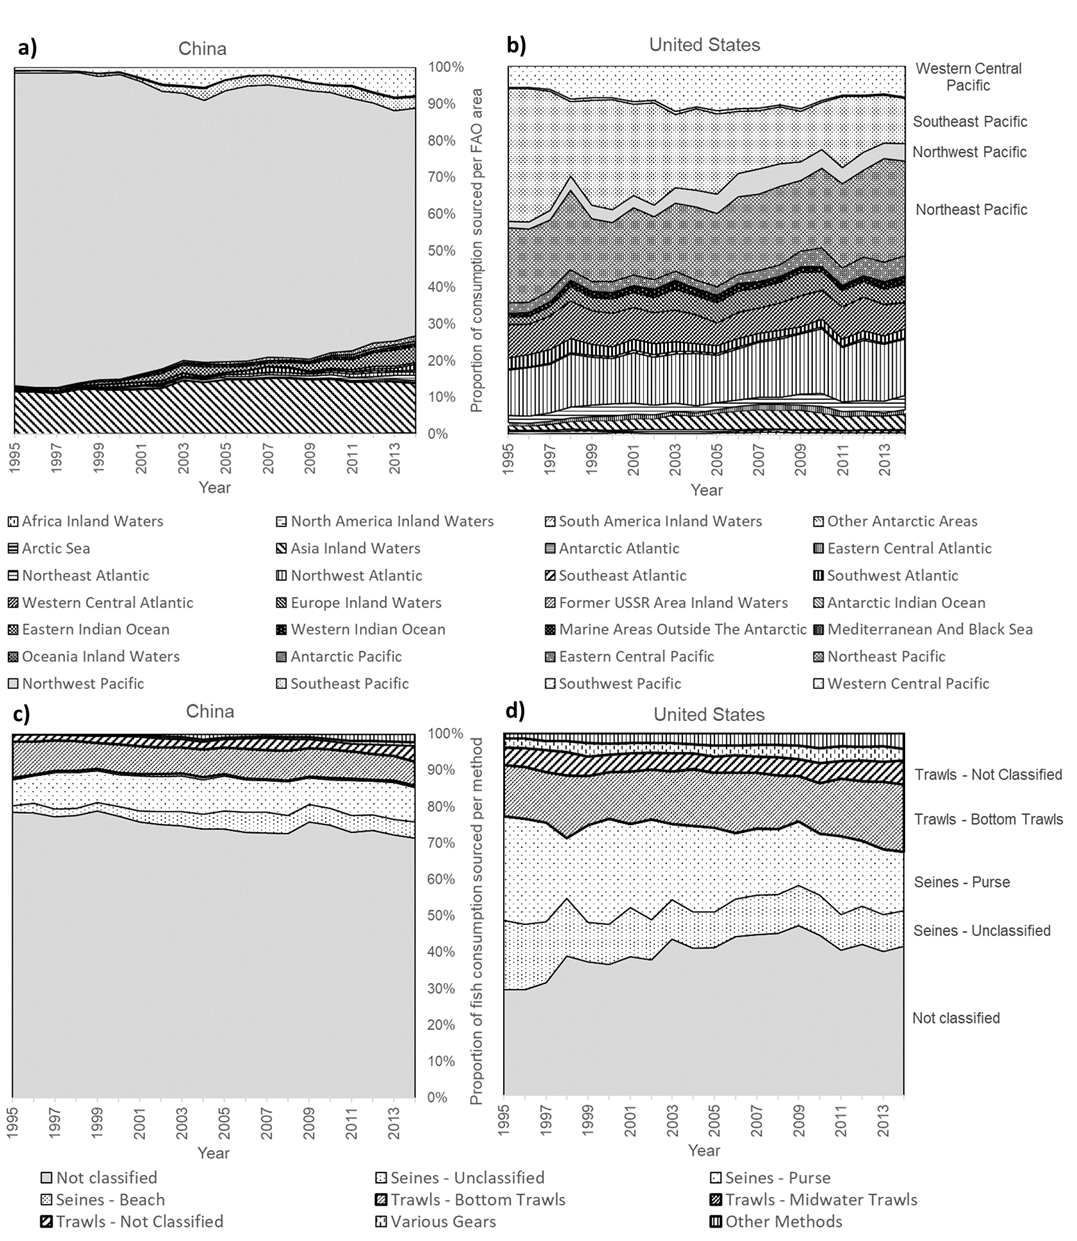 a)
China
100%
90%
80%
70%
60%
50%
40%
30%
20%
10%
0%
1995
1997
1999
2001
2003
2005
2007
2009
2011
2013
Year
Proportion of consumption sourced per FAO area
b)
United States
Western Central
Pacific
Southeast Pacific
Northwest Pacific
Northeast Pacific
1995
1997
1999
2001
2003
2005
2007
2009
2011
2013
Year
Africa Inland Waters
North America Inland Waters
South America Inland Waters
Other Antarctic Areas
Arctic Sea
Asia Inland Waters
Antarctic Atlantic
Eastern Central Atlantic
Northeast Atlantic
Northwest Atlantic
Southeast Atlantic
Southwest Atlantic
Western Central Atlantic
Europe Inland Waters
Former USSR Area Inland Waters
Antarctic Indian Ocean
Eastern Indian Ocean
Western Indian Ocean
Marine Areas Outside The Antarctic
Mediterranean And Black Sea
Oceania Inland Waters
Antarctic Pacific
Eastern Central Pacific
Northeast Pacific
Northwest Pacific
Southeast Pacific
Southwest Pacific
Western Central Pacific
c)
China
100%
90%
80%
70%
60%
50%
40%
30%
20%
10%
0%
1995
1997
1999
2001
2003
2005
2007
2009
2011
2013
Year
Proportion of fish consumption sourced per method
d)
United States
Trawls - Not Classified
Trawls - Bottom Trawls
Seines - Purse
Seines - Unclassified
Not classified
1995
1997
1999
2001
2003
2005
2007
2009
2011
2013
Year
Not classified
Seines - Unclassified
Seines - Purse
Seines - Beach
Trawls - Bottom Trawls
Trawls - Midwater Trawls
Trawls - Not Classified
Various Gears
Other Methods